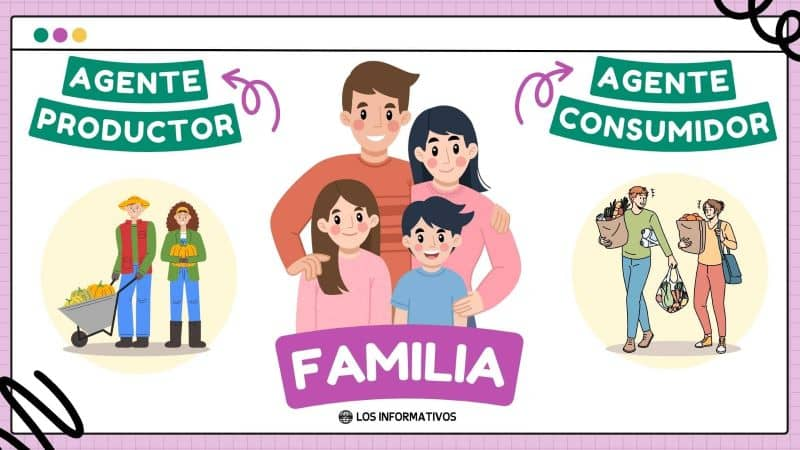 AGENTE
PRODUCTOR
AGENTE
CONSUMIDOR
FAMILIA
LOS INFORMATIVOS